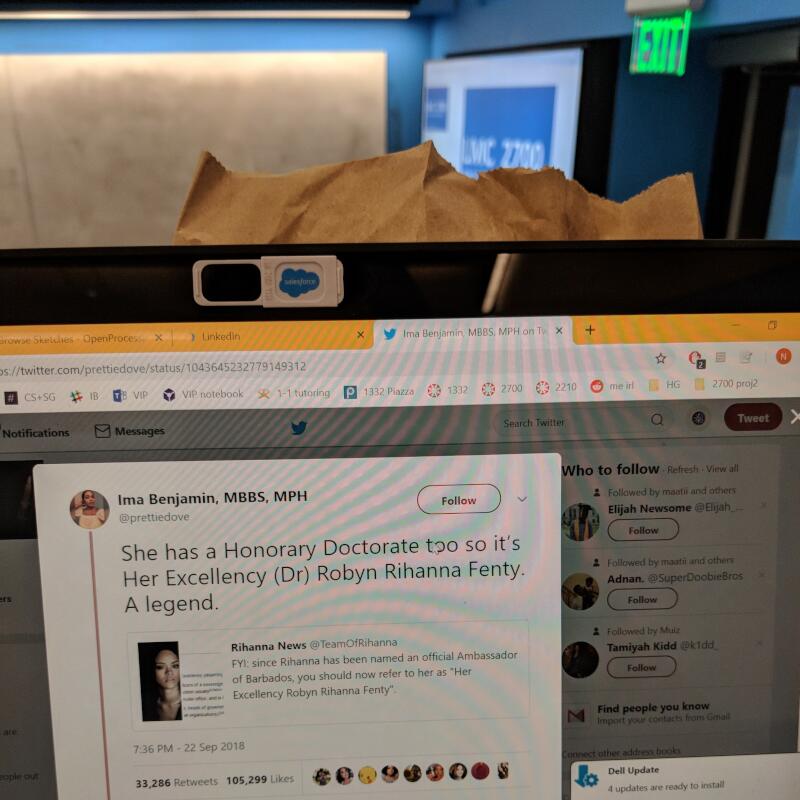 EXIT
LMC 2700
salesforce
Browse Sketches - OpenProcess
LinkedIn
Ima Benjamin, MBBS, MPH on Tw
ps://twitter.com/prettiedove/status/1043645232779149312
2
N
# CS+SG
IB
VIP
VIP notebook
1-1 tutoring
1332 Piazza
1332
2700
2210
me irl
HG
2700 proj2
Notifications
Messages
Search Twitter
Tweet
Ima Benjamin, MBBS, MPH
@prettiedove
Follow
She has a Honorary Doctorate too so it's
Her Excellency (Dr) Robyn Rihanna Fenty.
A legend.
Rihanna News @TeamOfRihanna
FYI: since Rihanna has been named an official Ambassador
of Barbados, you should now refer to her as "Her
Excellency Robyn Rihanna Fenty".
7:36 PM - 22 Sep 2018
33,286 Retweets 105,299 Likes
Who to follow · Refresh · View all
Followed by maatii and others
Elijah Newsome @Elijah_...
Follow
Followed by maatii and others
Adnan. @SuperDoobieBros
Follow
Followed by Muiz
Tamiyah Kidd @k1dd_
Follow
Find people you know
Import your contacts from Gmail
Connect other address books
Dell Update
4 updates are ready to install